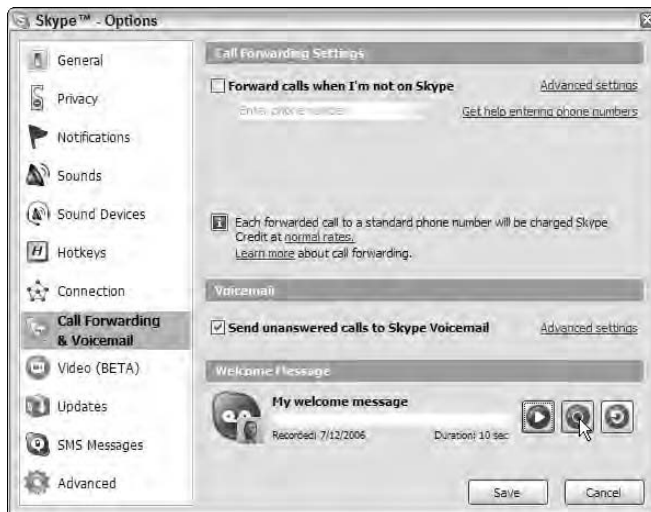 Skype™ - Options
General
Privacy
Notifications
Sounds
Sound Devices
Hotkeys
Connection
Call Forwarding
& Voicemail
Video (BETA)
Updates
SMS Messages
Advanced
Call Forwarding Settings
Forward calls when I'm not on Skype
Advanced settings
Enter phone number
Get help entering phone numbers
Each forwarded call to a standard phone number will be charged Skype
Credit at normal rates.
Learn more about call forwarding.
Voicemail
Send unanswered calls to Skype Voicemail
Advanced settings
Welcome Message
My welcome message
Recorded: 7/12/2006
Duration: 10 sec
Save
Cancel